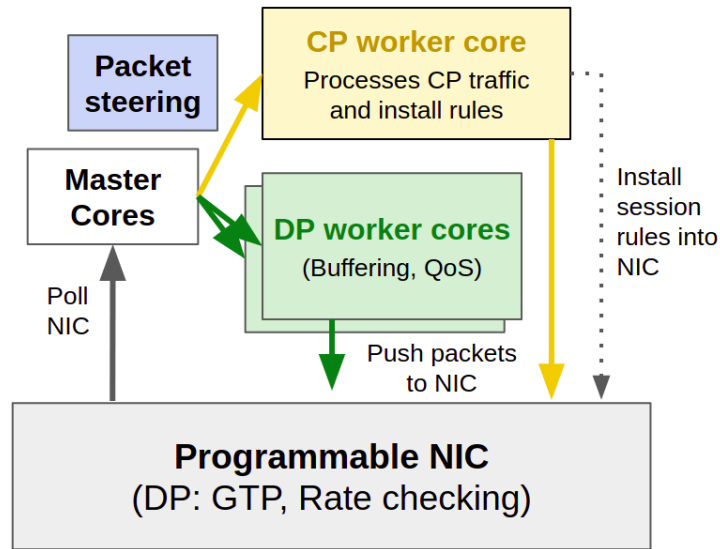 Packet
steering
CP worker core
Processes CP traffic
and install rules
Master
Cores
DP worker cores
(Buffering, QoS)
Install
session
rules into
NIC
Poll
NIC
Push packets
to NIC
Programmable NIC
(DP: GTP, Rate checking)